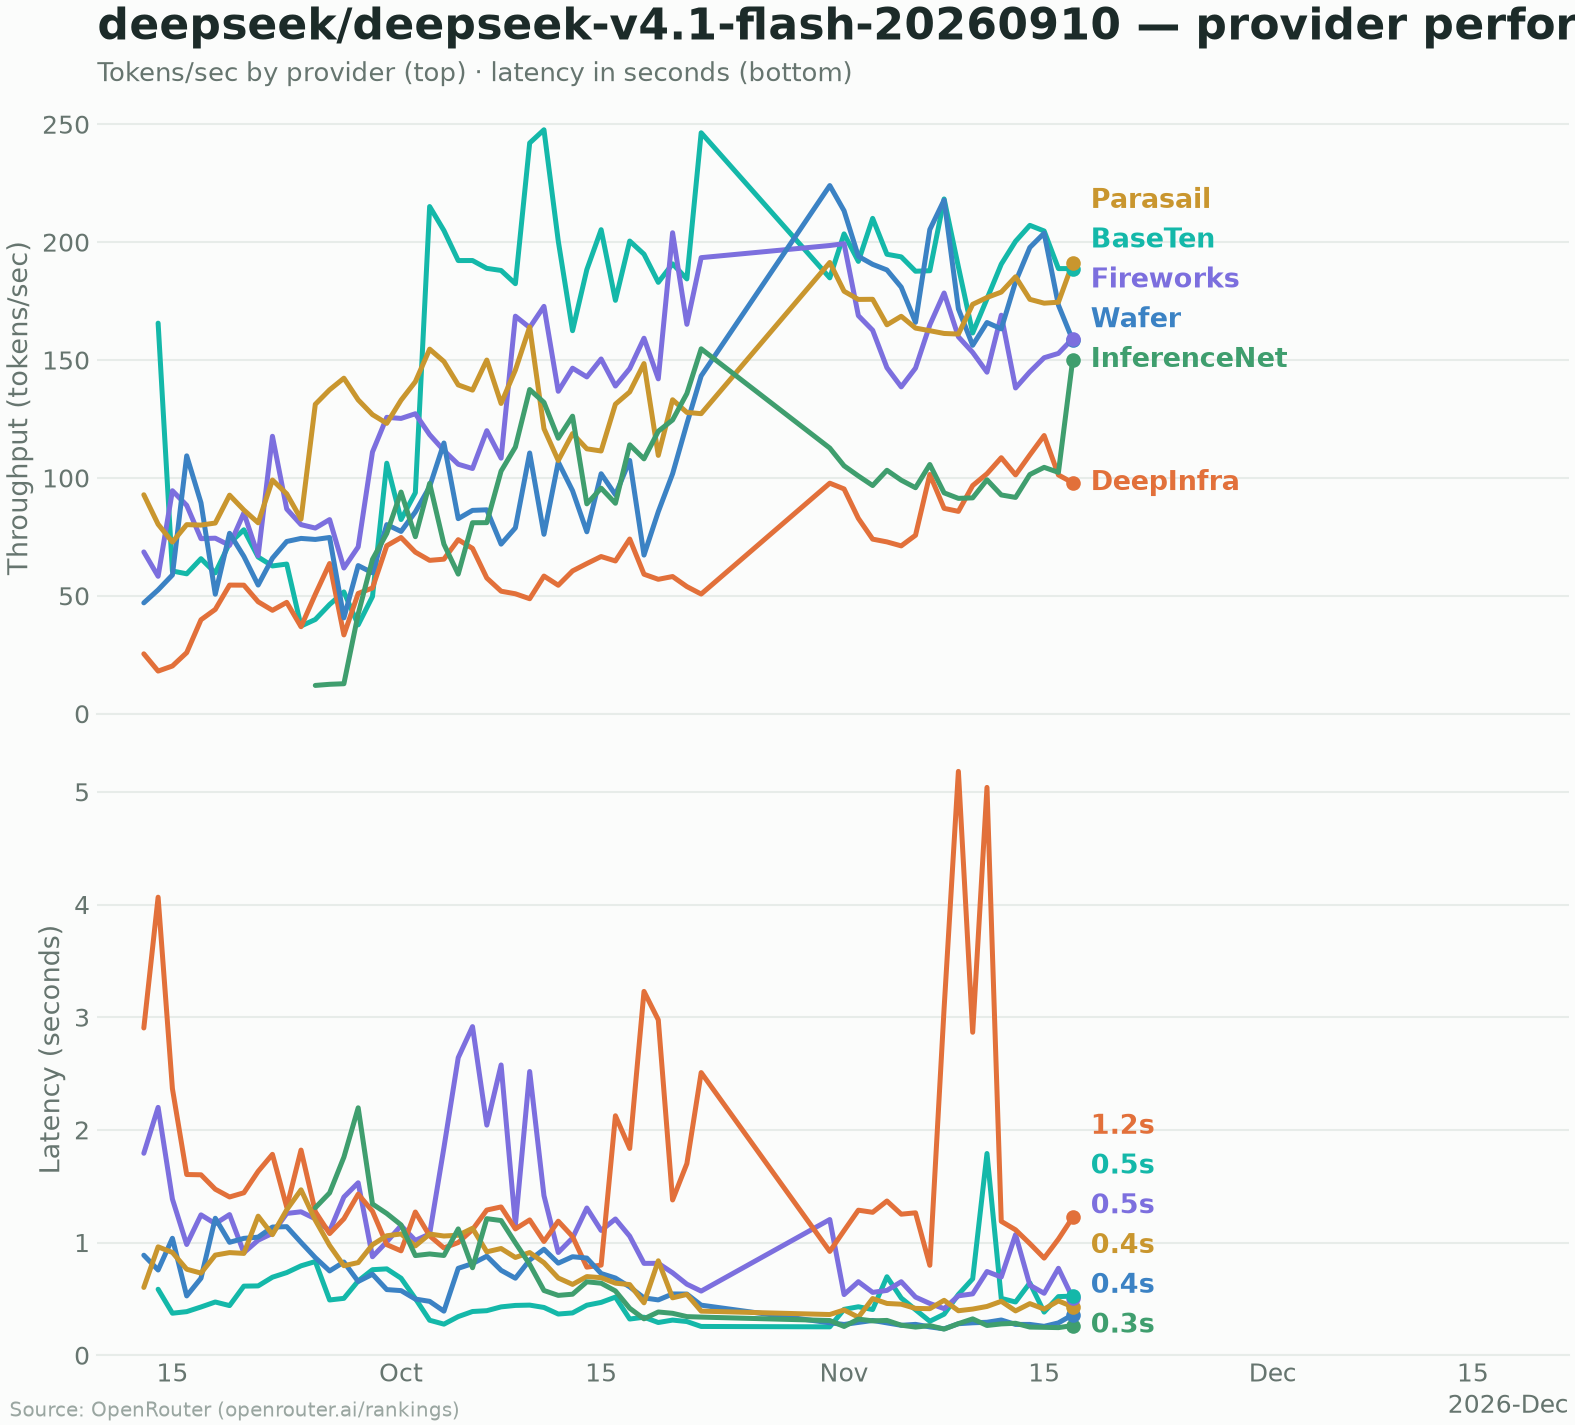 deepseek/deepseek-v4.1-flash-20260910 — provider perfor
Tokens/sec by provider (top) · latency in seconds (bottom)
Throughput (tokens/sec)
250
200
150
100
50
0
Parasail
BaseTen
Fireworks
Wafer
InferenceNet
DeepInfra
Latency (seconds)
5
4
3
2
1
0
1.2s
0.5s
0.5s
0.4s
0.4s
0.3s
15 Oct 15 Nov 15 Dec 15
2026-Dec
Source: OpenRouter (openrouter.ai/rankings)